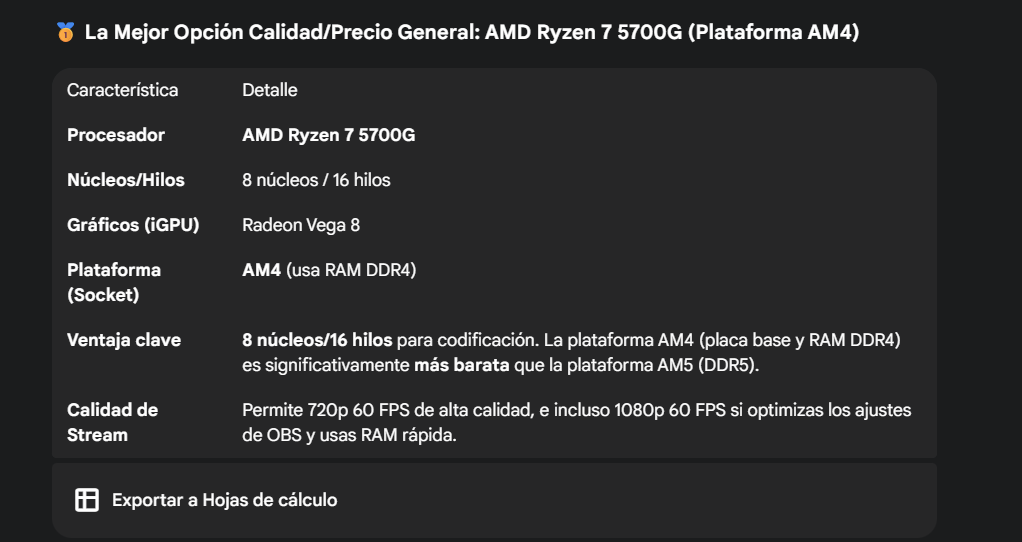 🥇 La Mejor Opción Calidad/Precio General: AMD Ryzen 7 5700G (Plataforma AM4)
Característica Detalle
Procesador AMD Ryzen 7 5700G
Núcleos/Hilos 8 núcleos / 16 hilos
Gráficos (iGPU) Radeon Vega 8
Plataforma (Socket) AM4 (usa RAM DDR4)
Ventaja clave 8 núcleos/16 hilos para codificación. La plataforma AM4 (placa base y RAM DDR4)
es significativamente más barata que la plataforma AM5 (DDR5).
Calidad de Stream Permite 720p 60 FPS de alta calidad, e incluso 1080p 60 FPS si optimizas los ajustes
de OBS y usas RAM rápida.
Exportar a Hojas de cálculo